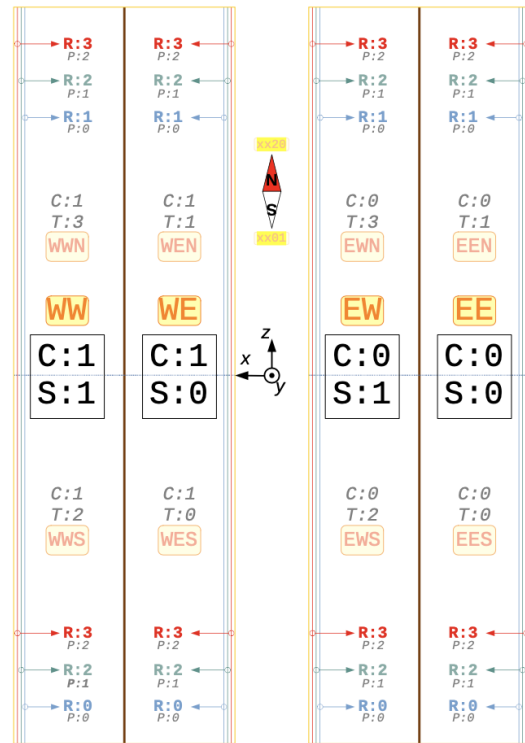 R:3 R:3 R:3 R:3
P:2 P:2 P:2 P:2
R:2 R:2 R:2 R:2
P:1 P:1 P:1 P:1
R:1 R:1 R:1 R:1
P:0 P:0 P:0 P:0
xx20
N
S
xx01
C:1 C:1 C:0 C:0
T:3 T:1 T:3 T:1
WWN WEN EWN EEN
WW WE EW EE
C:1 C:1 C:0 C:0
S:1 S:0 S:1 S:0
z
x
y
C:1 C:1 C:0 C:0
T:2 T:0 T:2 T:0
WWS WES EWS EES
R:3 R:3 R:3 R:3
P:2 P:2 P:2 P:2
R:2 R:2 R:2 R:2
P:1 P:1 P:1 P:1
R:0 R:0 R:0 R:0
P:0 P:0 P:0 P:0